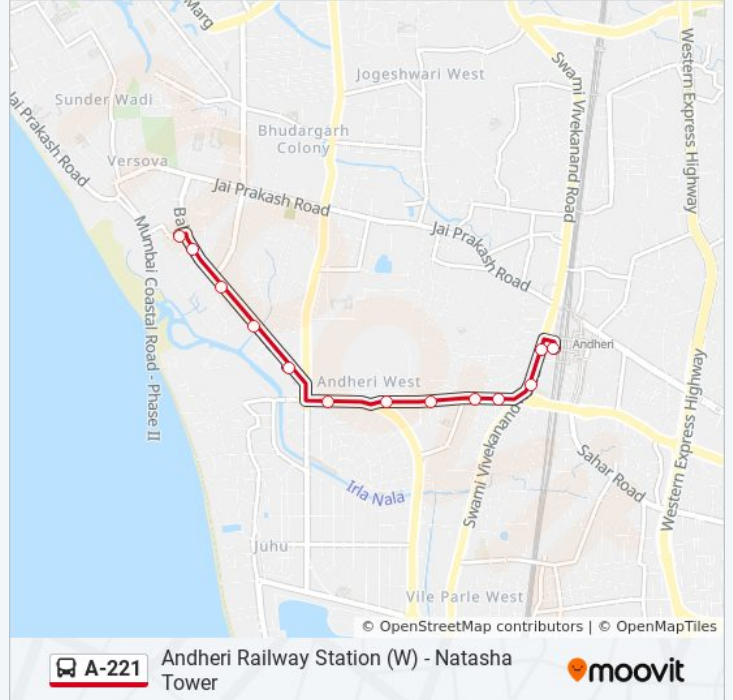 Marg
Jogeshwari West
Sunder Wadi
Jai Prakash Road
Swami Vivekanand Road
Western Express Highway
Bhudargarh
Colony
Versova
Jai Prakash Road
Jai Prakash Road
Mumbai Coastal Road - Phase II
Andheri
Andheri West
Swami Vivekanand
Western Express Highway
Sahar Road
Irla Nala
Juhu
Vile Parle West
© OpenStreetMap contributors | © OpenMapTiles
A-221
Andheri Railway Station (W) - Natasha
Tower
moovit